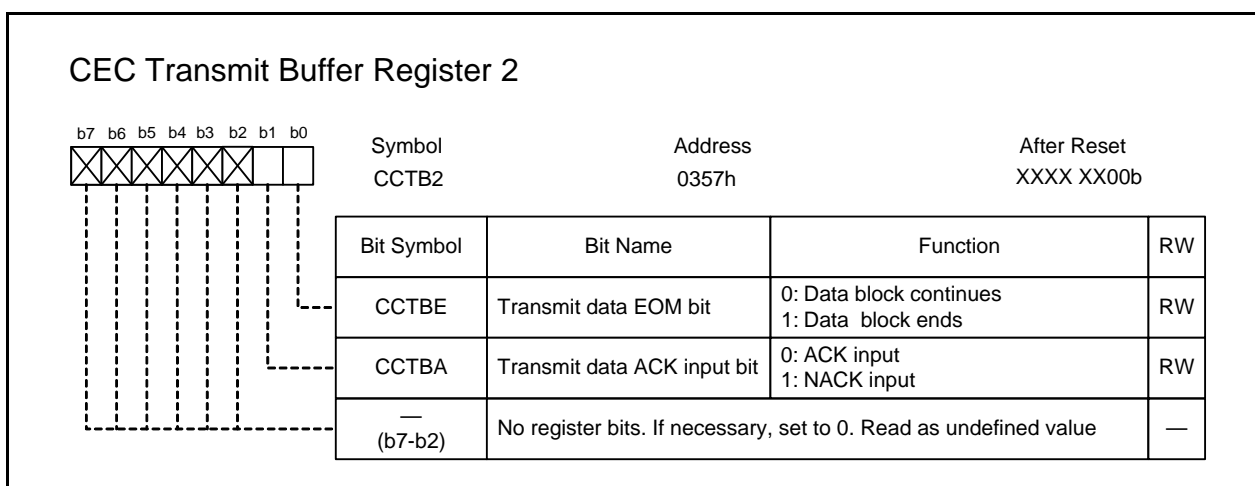 CEC Transmit Buffer Register 2
b7 b6 b5 b4 b3 b2 b1 b0
Symbol Address After Reset
CCTB2 0357h XXXX XX00b
Bit Symbol Bit Name Function RW
CCTBE Transmit data EOM bit 0: Data block continues
1: Data block ends RW
CCTBA Transmit data ACK input bit 0: ACK input
1: NACK input RW
—
(b7-b2) No register bits. If necessary, set to 0. Read as undefined value —